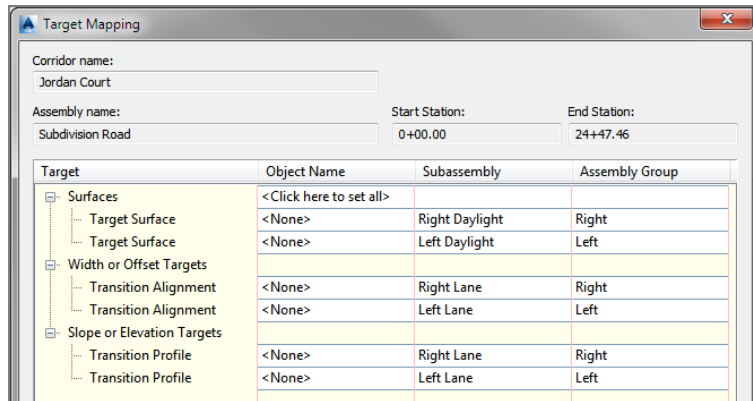 Target Mapping
Corridor name:
Jordan Court
Assembly name: Start Station: End Station:
Subdivision Road 0+00.00 24+47.46
Target Object Name Subassembly Assembly Group
Surfaces <Click here to set all>
Target Surface <None> Right Daylight Right
Target Surface <None> Left Daylight Left
Width or Offset Targets
Transition Alignment <None> Right Lane Right
Transition Alignment <None> Left Lane Left
Slope or Elevation Targets
Transition Profile <None> Right Lane Right
Transition Profile <None> Left Lane Left